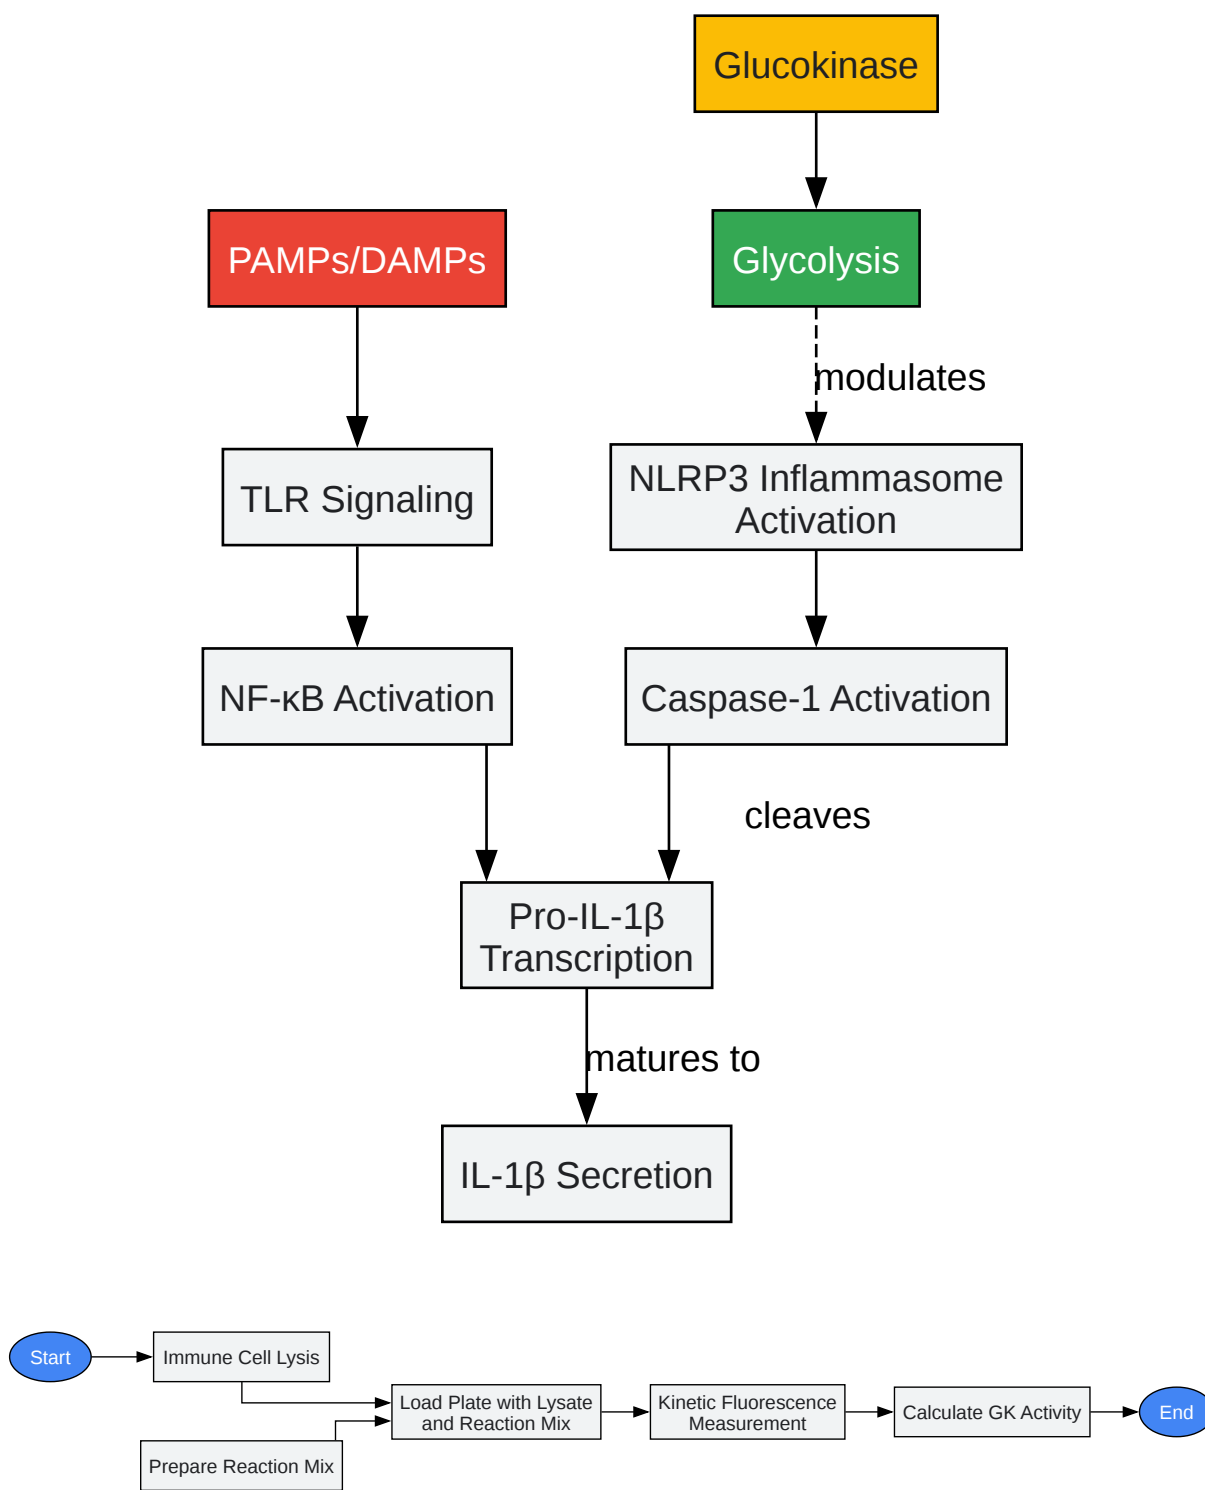 Glucokinase
PAMPs/DAMPs
Glycolysis
modulates
TLR Signaling
NLRP3 Inflammasome
Activation
NF-κB Activation
Caspase-1 Activation
cleaves
Pro-IL-1β
Transcription
matures to
IL-1β Secretion
Start
Immune Cell Lysis
Prepare Reaction Mix
Load Plate with Lysate
and Reaction Mix
Kinetic Fluorescence
Measurement
Calculate GK Activity
End